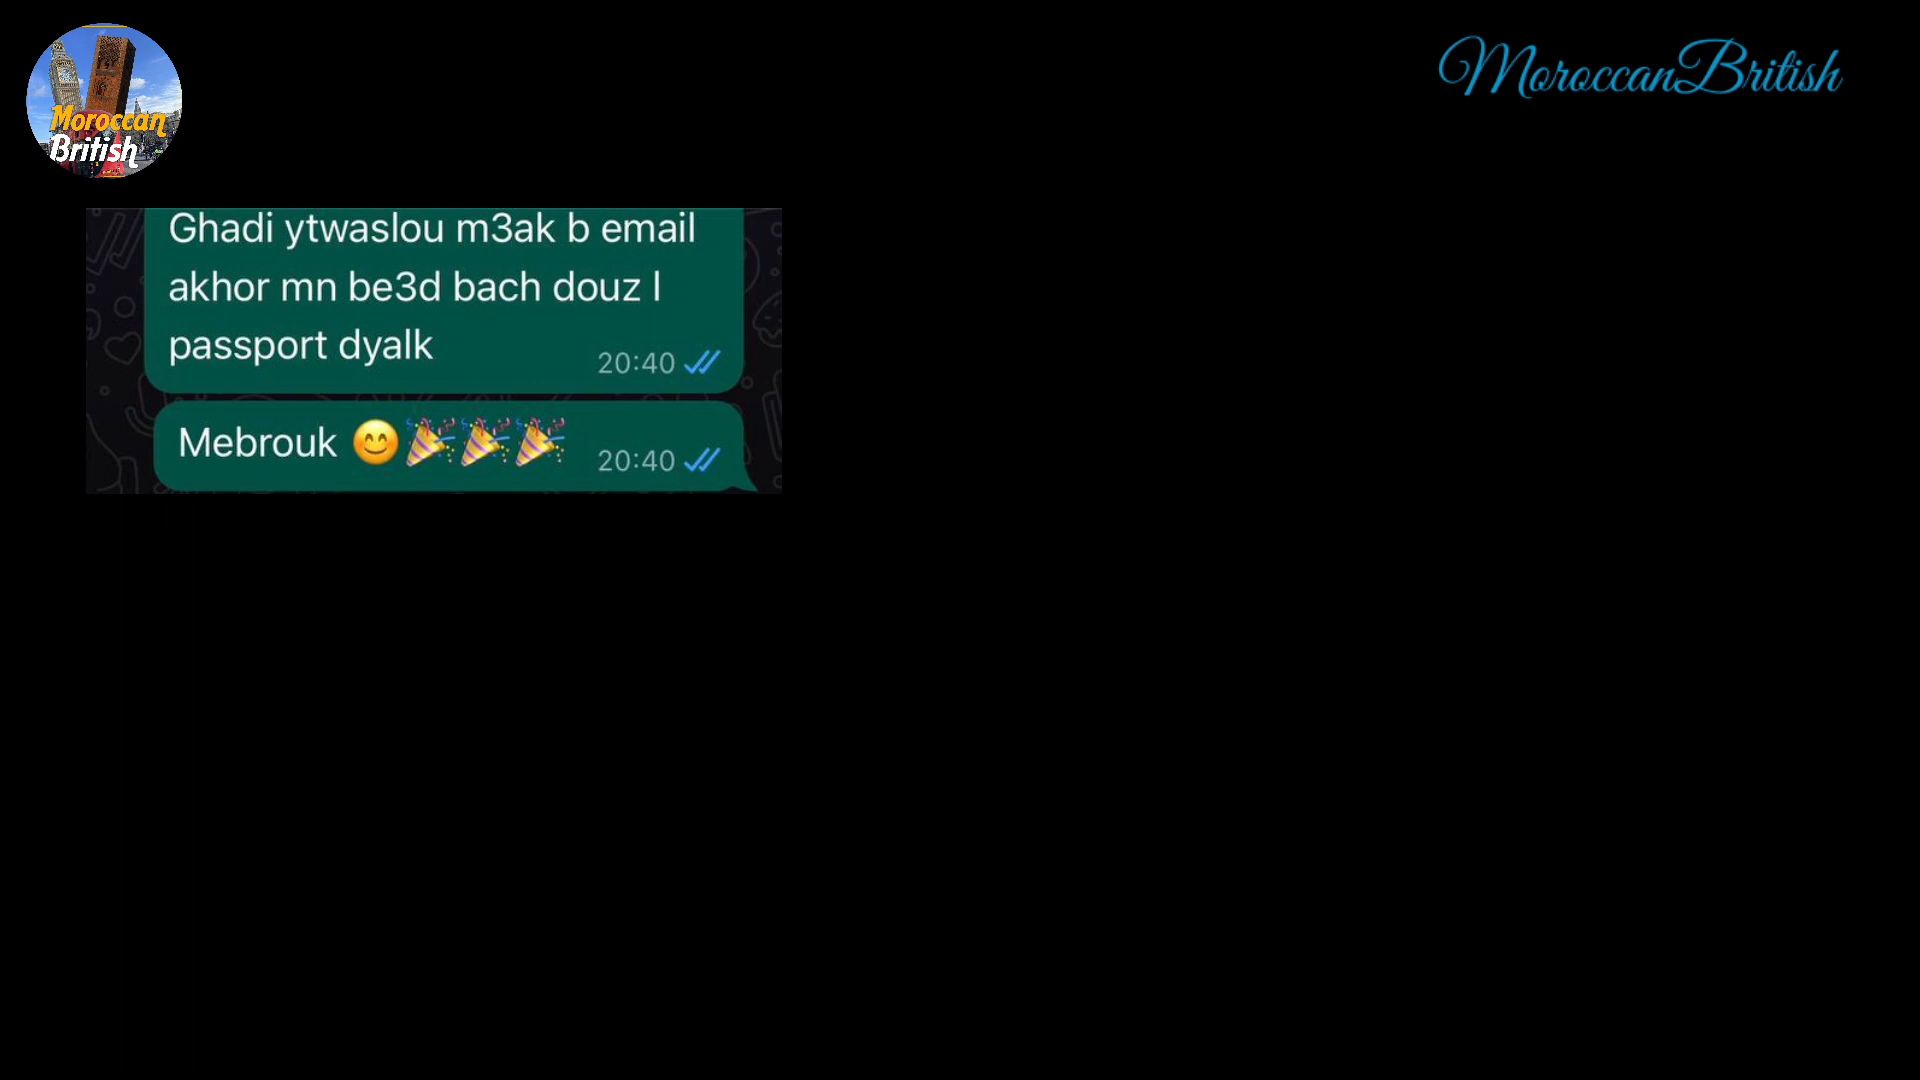 Moroccan
British
MoroccanBritish
Ghadi ytwaslou m3ak b email
akhor mn be3d bach douz l
passport dyalk
20:40
Mebrouk 😊🎉🎉🎉
20:40